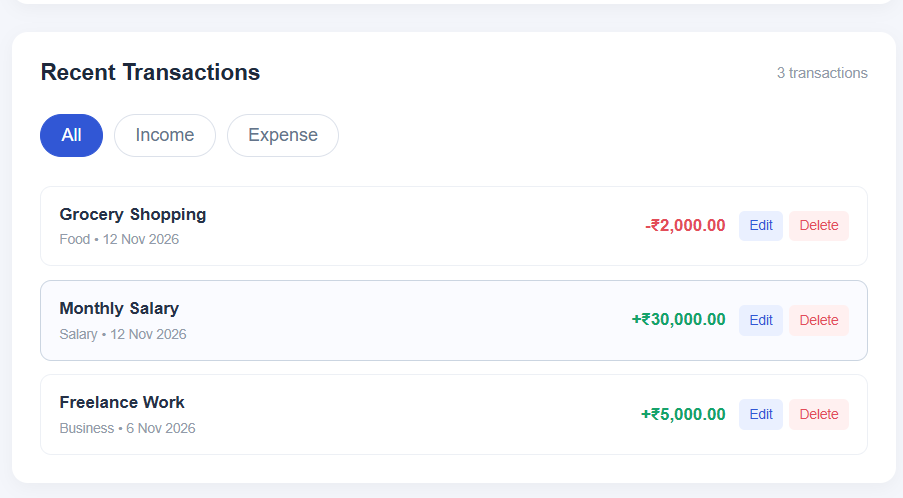 Recent Transactions
3 transactions
All Income Expense
Grocery Shopping
Food • 12 Nov 2026
-₹2,000.00 Edit Delete
Monthly Salary
Salary • 12 Nov 2026
+₹30,000.00 Edit Delete
Freelance Work
Business • 6 Nov 2026
+₹5,000.00 Edit Delete